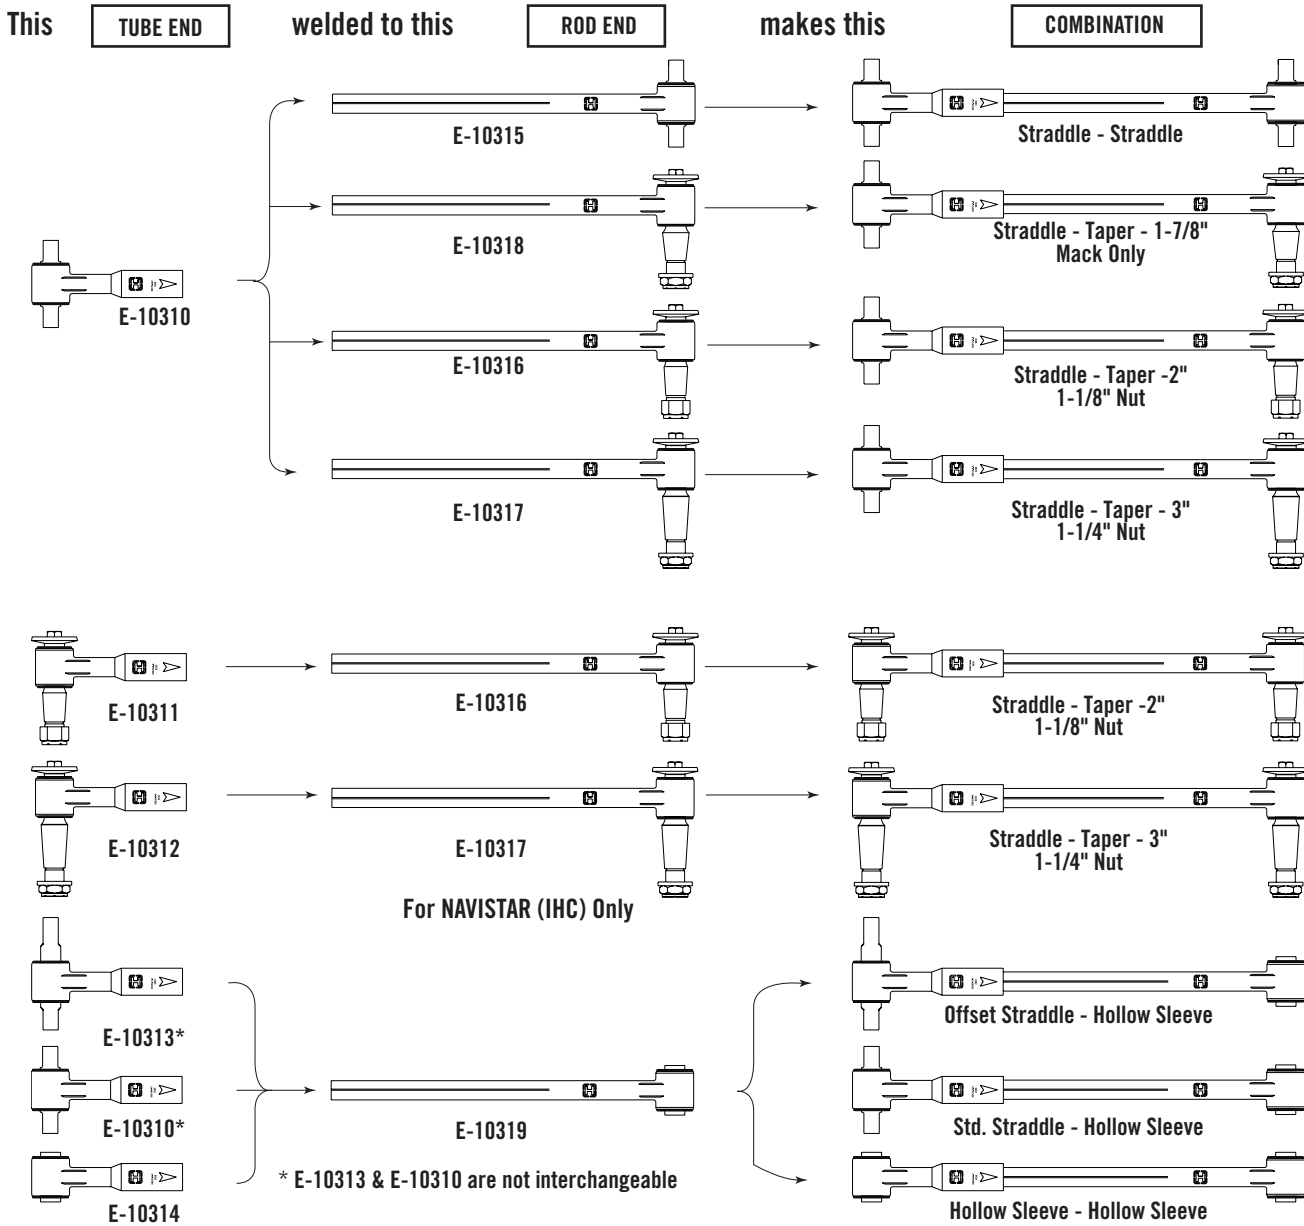 This TUBE END welded to this ROD END makes this COMBINATION
E-10315
Straddle - Straddle
E-10318
Straddle - Taper - 1-7/8"
Mack Only
E-10310
E-10316
Straddle - Taper -2"
1-1/8" Nut
E-10317
Straddle - Taper - 3"
1-1/4" Nut
E-10311
E-10316
Straddle - Taper -2"
1-1/8" Nut
E-10312
E-10317
Straddle - Taper - 3"
1-1/4" Nut
For NAVISTAR (IHC) Only
E-10313*
Offset Straddle - Hollow Sleeve
E-10310*
E-10319
Std. Straddle - Hollow Sleeve
* E-10313 & E-10310 are not interchangeable
E-10314
Hollow Sleeve - Hollow Sleeve